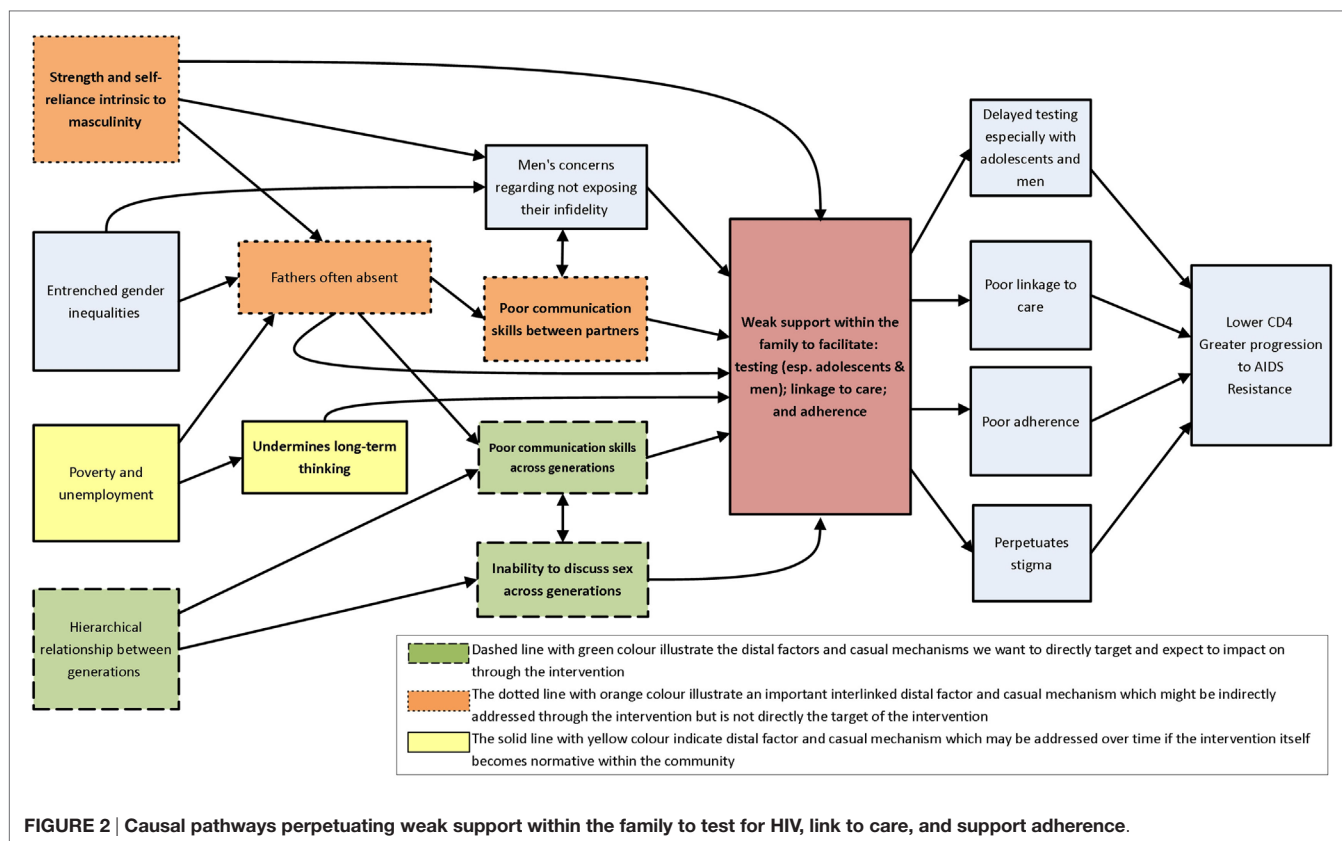 Strength and self-
reliance intrinsic to
masculinity
Entrenched gender
inequalities
Poverty and
unemployment
Hierarchical
relationship between
generations
Fathers often absent
Undermines long-term
thinking
Men's concerns
regarding not exposing
their infidelity
Poor communication
skills between partners
Poor communication skills
across generations
Inability to discuss sex
across generations
Weak support within the
family to facilitate:
testing (esp. adolescents &
men); linkage to care;
and adherence
Delayed testing
especially with
adolescents and
men
Poor linkage to
care
Poor adherence
Perpetuates
stigma
Lower CD4
Greater progression
to AIDS
Resistance
Dashed line with green colour illustrate the distal factors and casual mechanisms we want to directly target and expect to impact on
through the intervention
The dotted line with orange colour illustrate an important interlinked distal factor and casual mechanism which might be indirectly
addressed through the intervention but is not directly the target of the intervention
The solid line with yellow colour indicate distal factor and casual mechanism which may be addressed over time if the intervention itself
becomes normative within the community
FIGURE 2 | Causal pathways perpetuating weak support within the family to test for HIV, link to care, and support adherence.